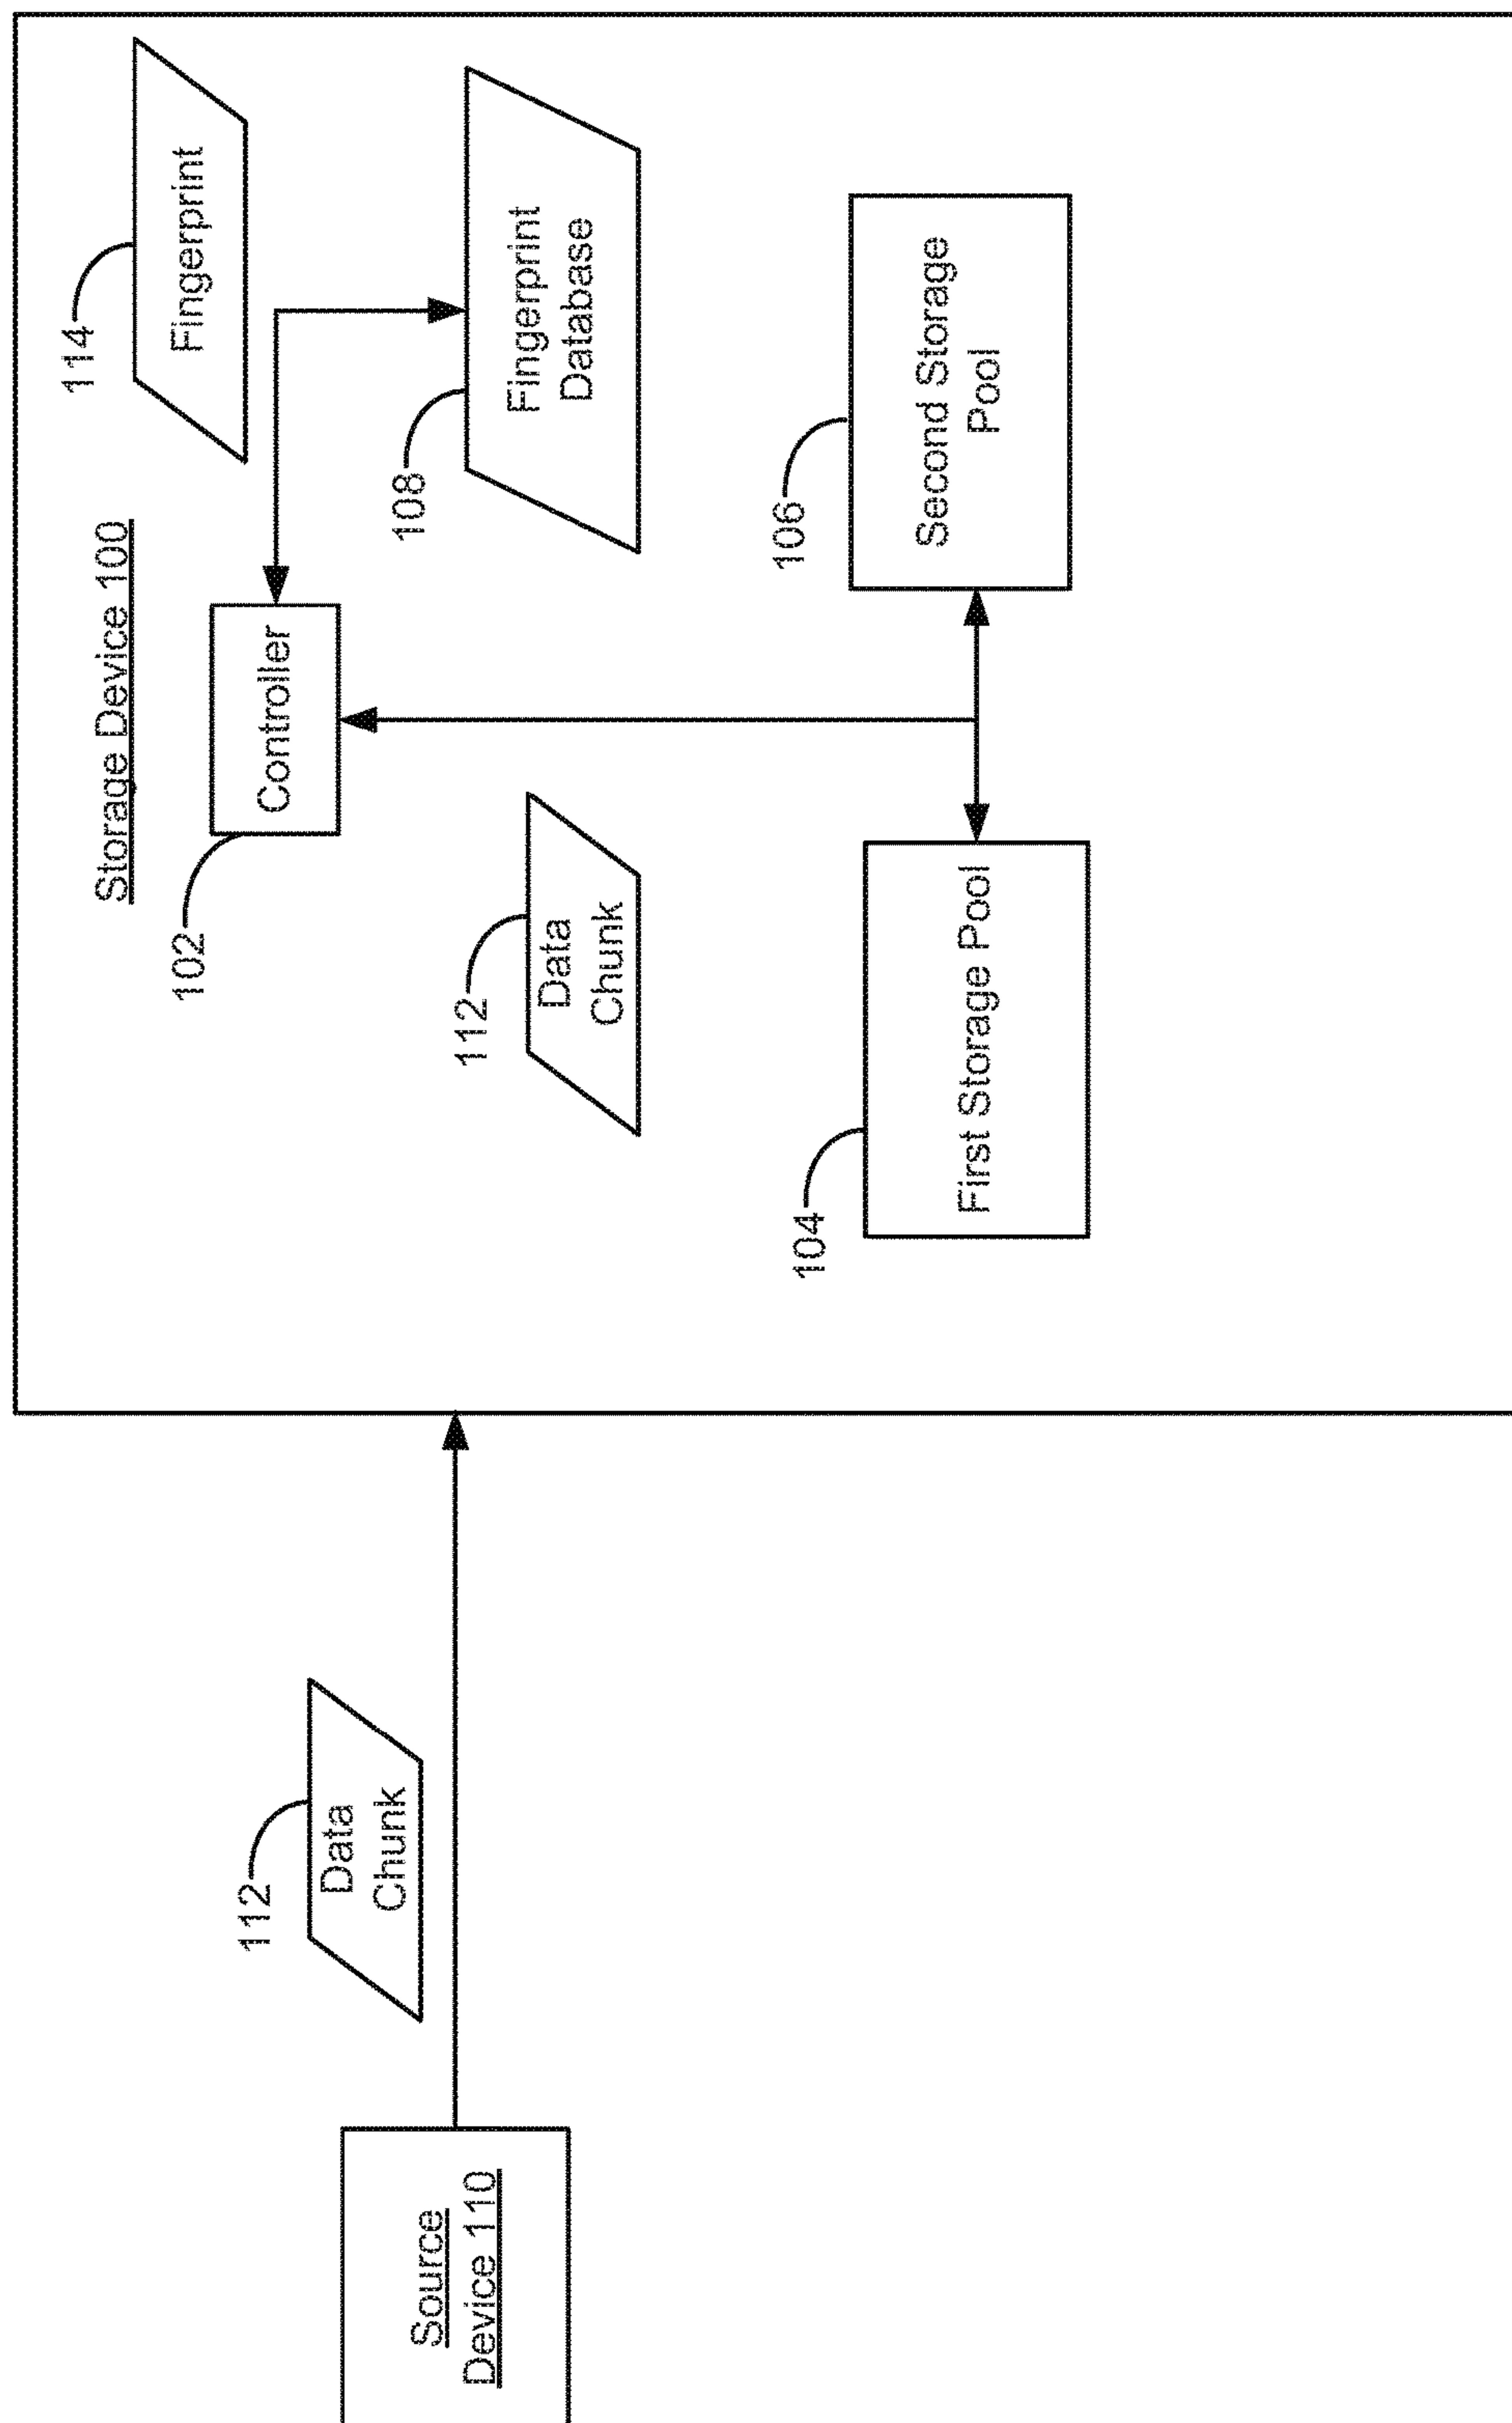 Storage Device 100
114
Fingerprint
102
Controller
108
Fingerprint
Database
112
Data
Chunk
112
Data
Chunk
Source
Device 110
106
Second Storage
Pool
104
First Storage Pool